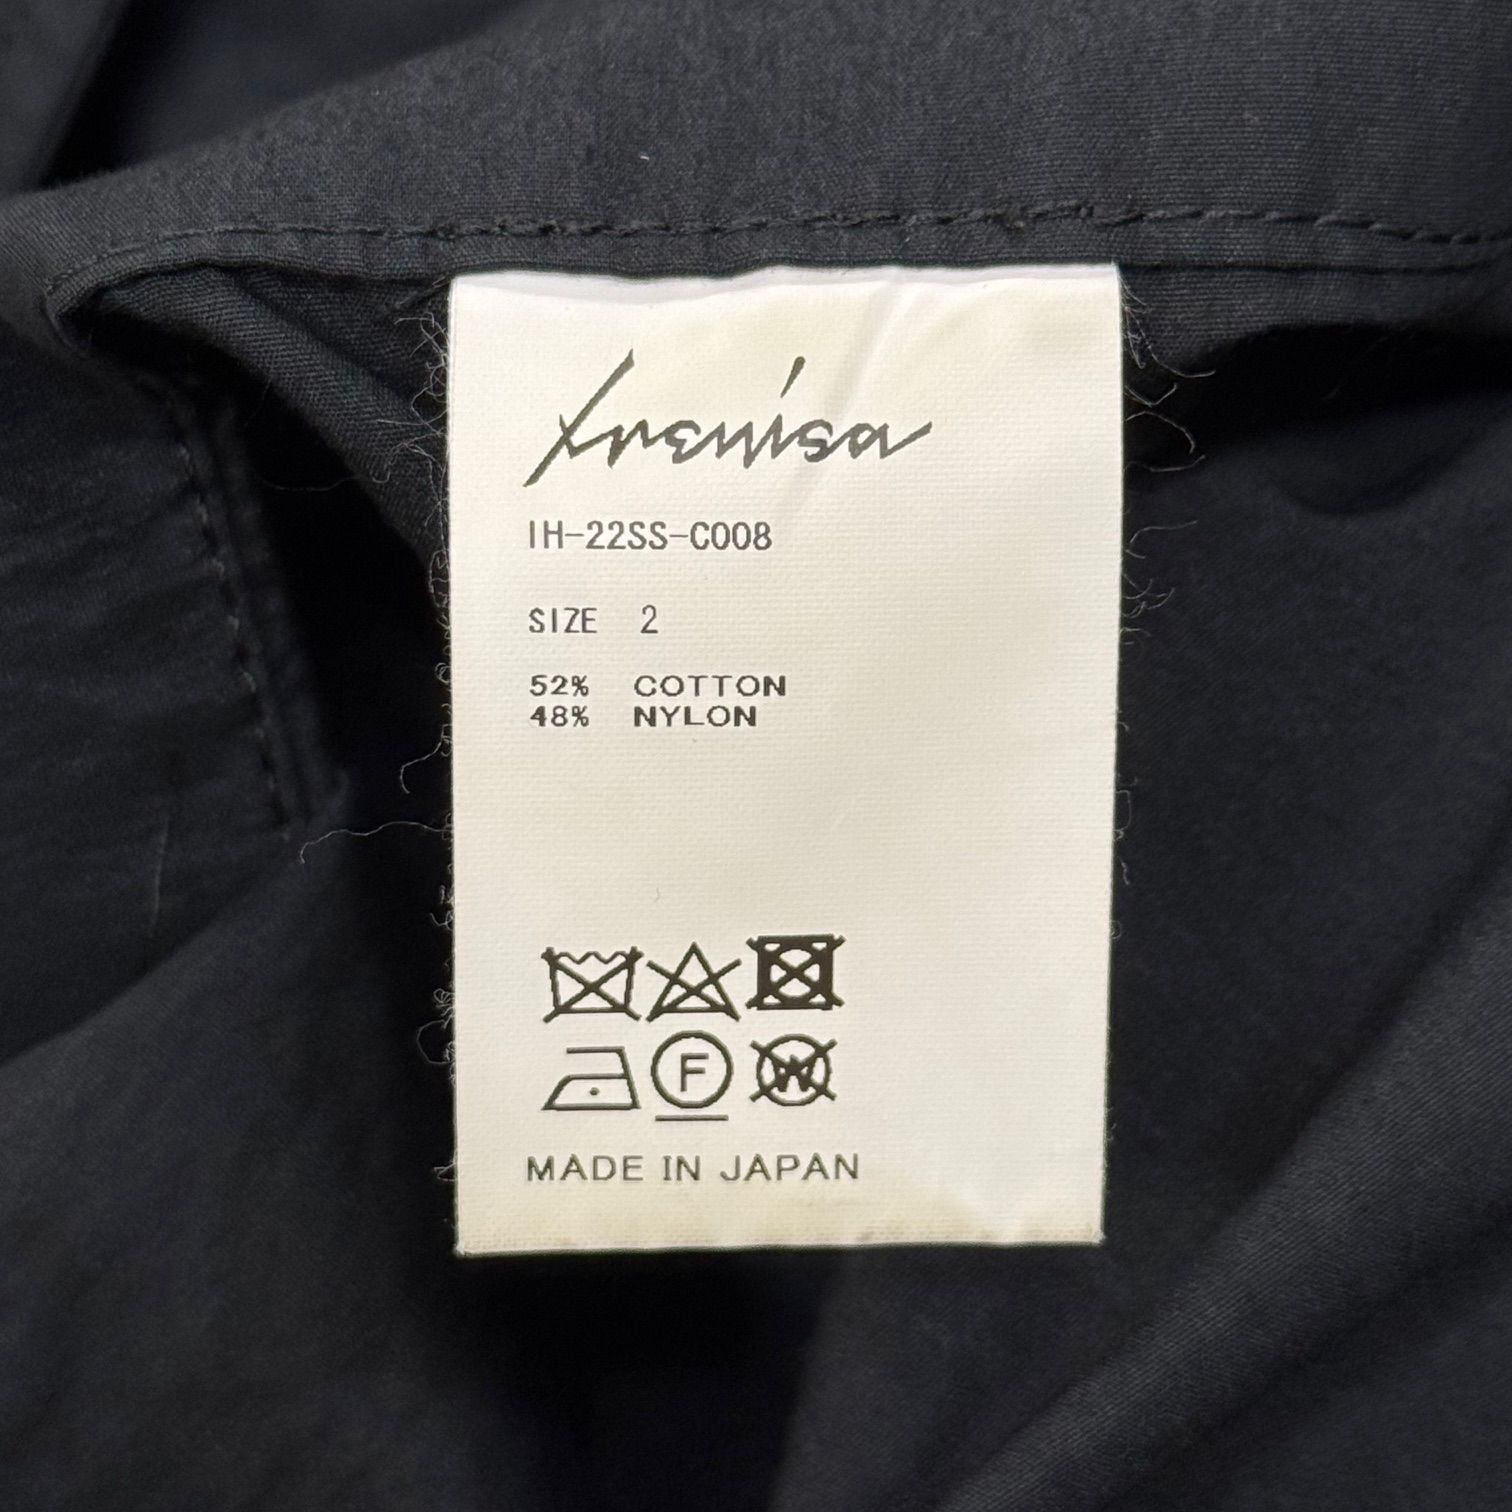 Irenisa
IH-22SS-C008
SIZE 2
52% COTTON
48% NYLON
F
W
MADE IN JAPAN